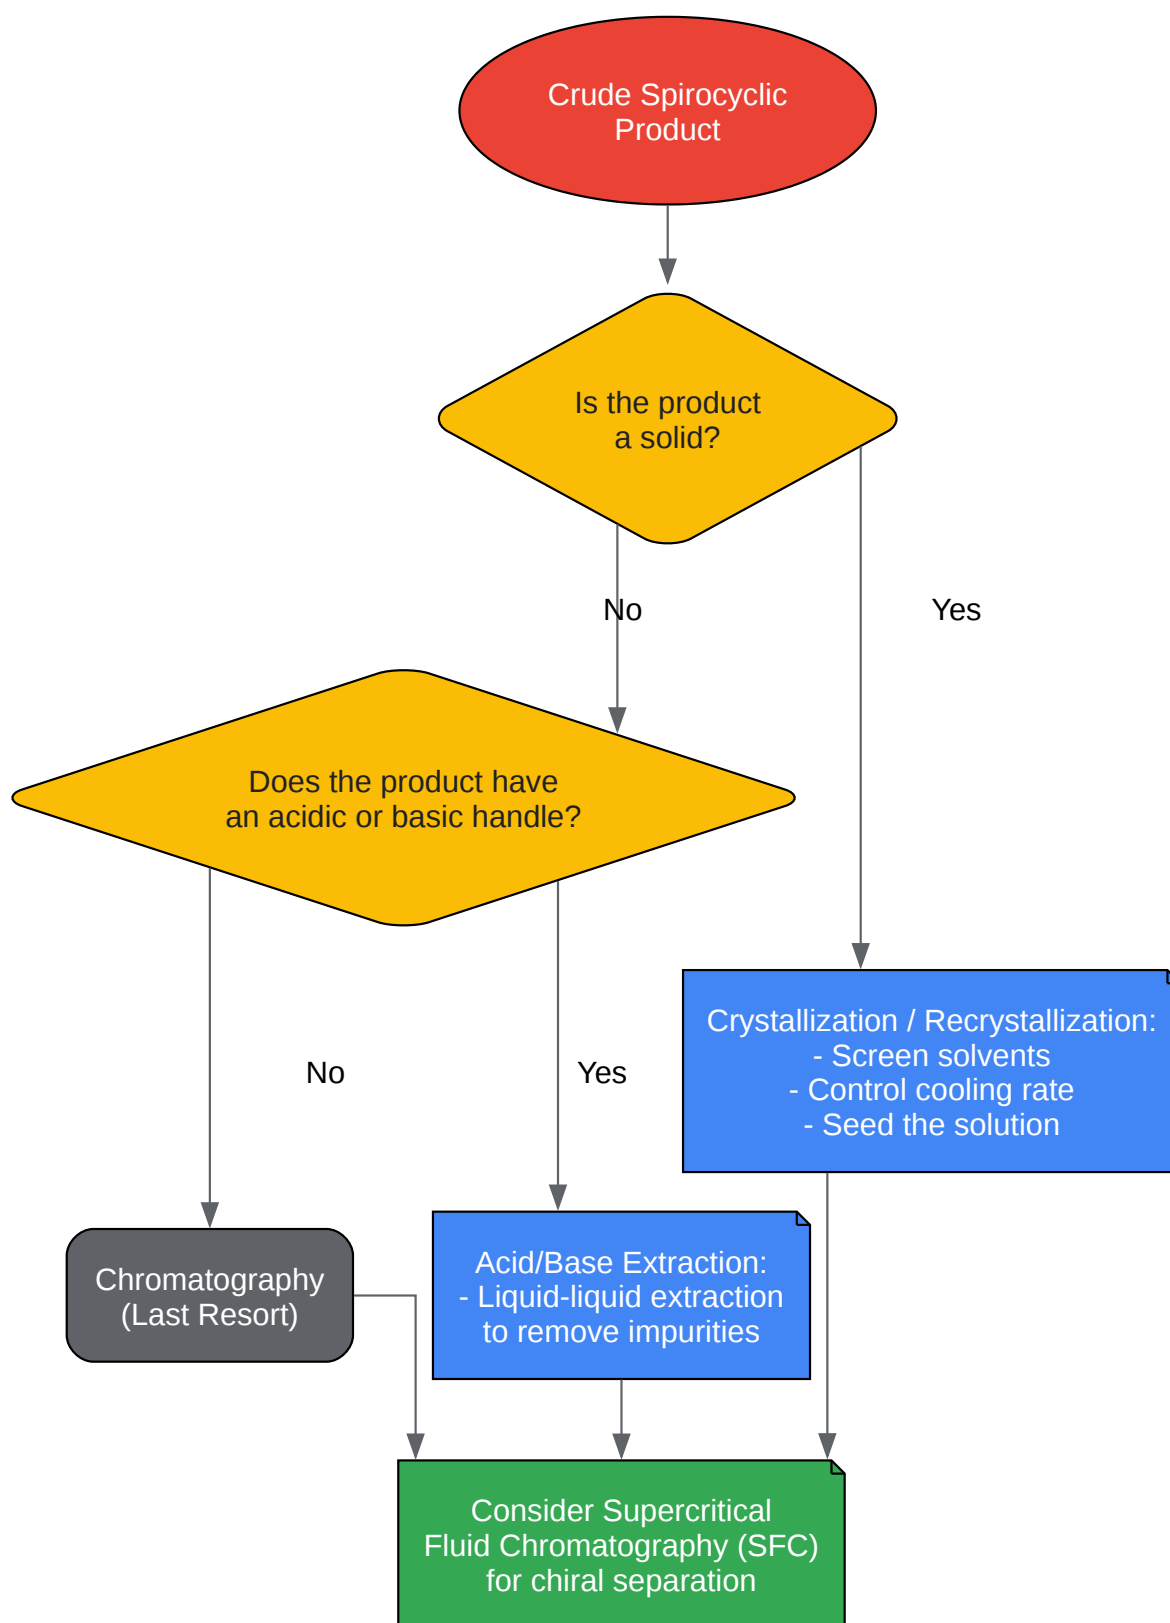 Crude Spirocyclic
Product
Is the product
a solid?
No
Yes
Does the product have
an acidic or basic handle?
No
Yes
Crystallization / Recrystallization:
- Screen solvents
- Control cooling rate
- Seed the solution
Chromatography
(Last Resort)
Acid/Base Extraction:
- Liquid-liquid extraction
to remove impurities
Consider Supercritical
Fluid Chromatography (SFC)
for chiral separation